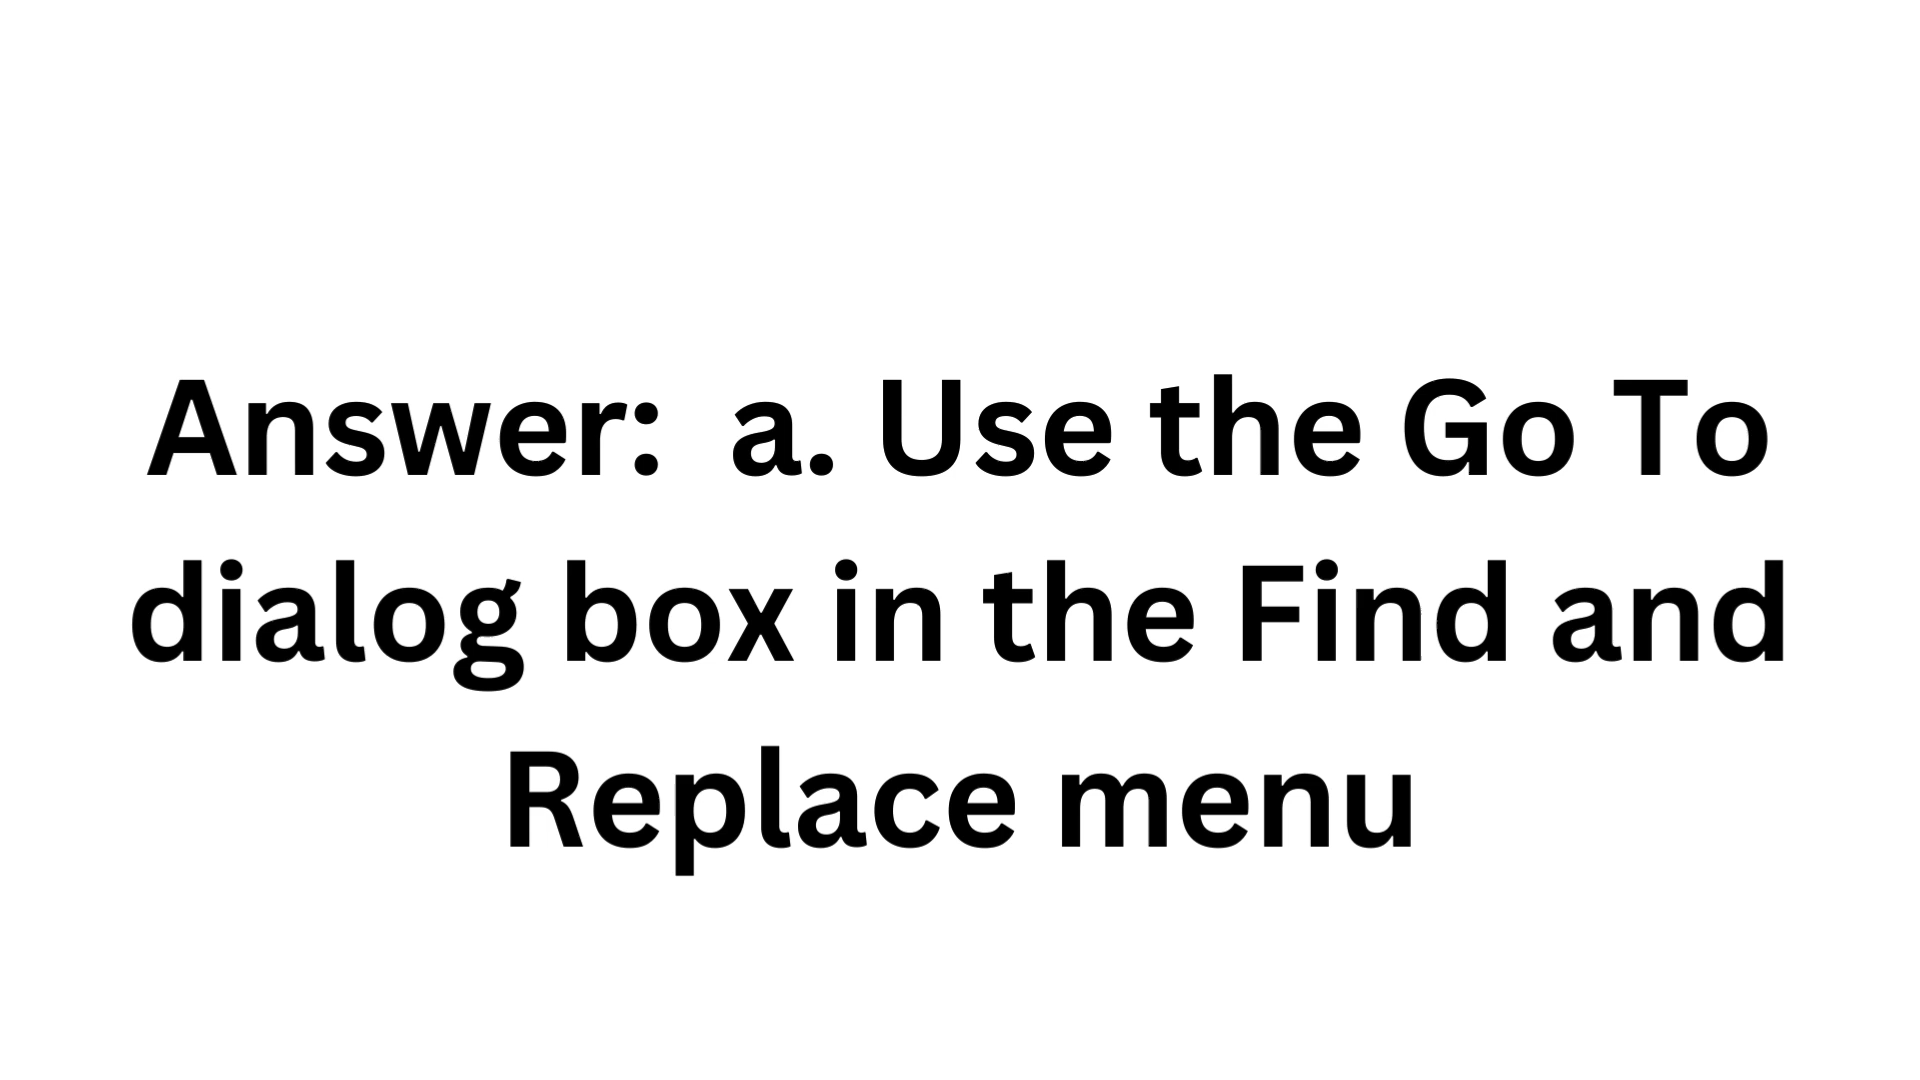 Answer:  a. Use the Go To
dialog box in the Find and
Replace menu